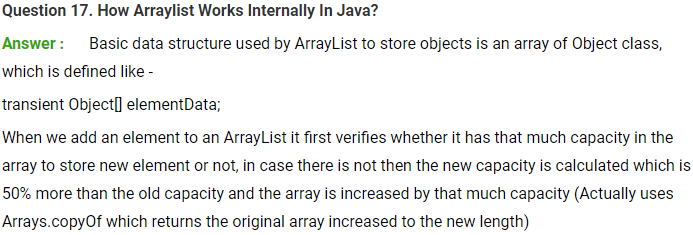 Question 17. How Arraylist Works Internally In Java?
Answer : Basic data structure used by ArrayList to store objects is an array of Object class,
which is defined like -
transient Object[] elementData;
When we add an element to an ArrayList it first verifies whether it has that much capacity in the
array to store new element or not, in case there is not then the new capacity is calculated which is
50% more than the old capacity and the array is increased by that much capacity (Actually uses
Arrays.copyOf which returns the original array increased to the new length)